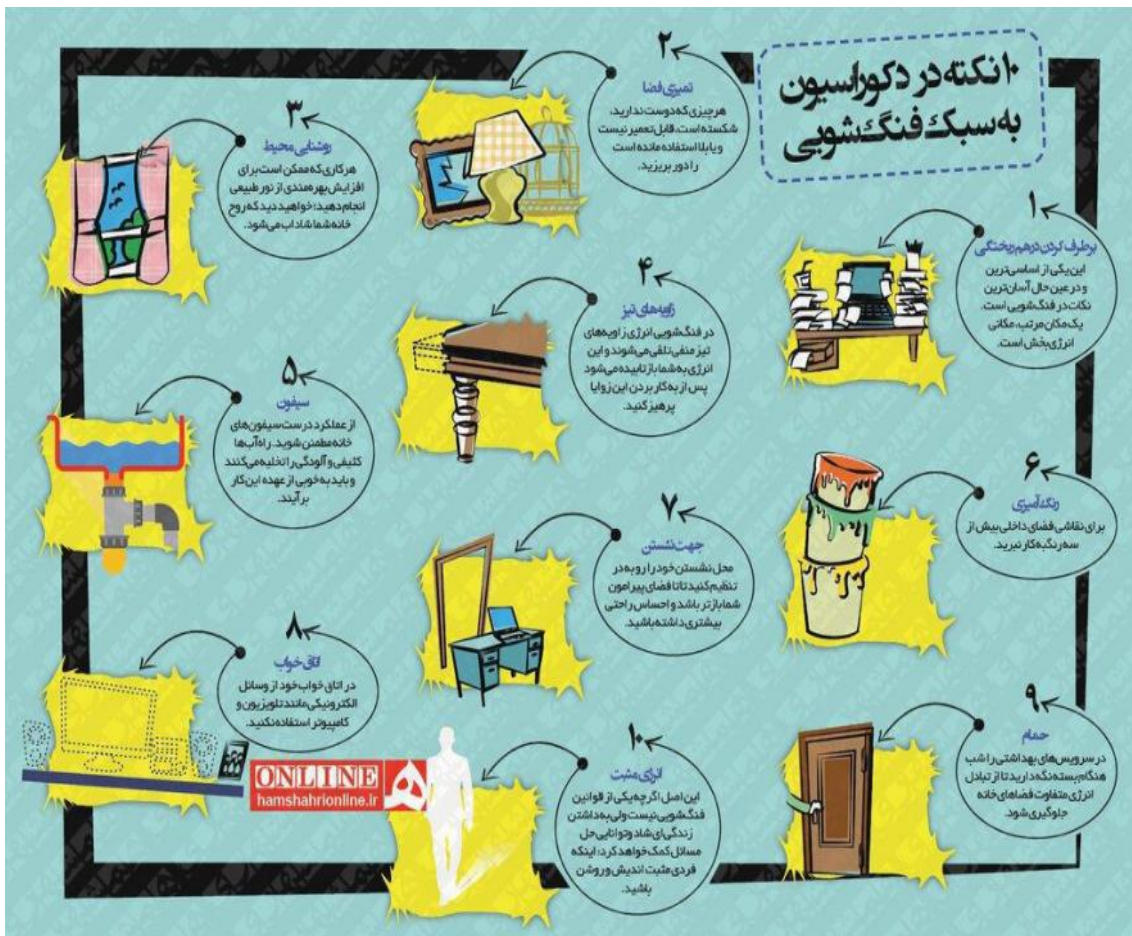 ۱۰ نکته در دکوراسیون
به سبک فنگ‌شویی
۱
برطرف کردن درهم ریختگی
این یکی از اساسی‌ترین
و در عین حال آسان‌ترین
نکات در فنگ‌شویی است.
یک مکان مرتب، مکانی
انرژی‌بخش است.
۲
تمیزی فضا
هر چیزی که دوست ندارید،
شکسته است، قابل تعمیر نیست
و یا بلا استفاده مانده است
را دور بریزید.
۳
روشنایی محیط
هر کاری که ممکن است برای
افزایش بهره‌مندی از نور طبیعی
انجام دهید؛ خواهید دید که روح
خانه شما شاداب می‌شود.
۴
زاویه‌های تیز
در فنگ‌شویی انرژی زاویه‌های
تیز منفی تلقی می‌شوند و این
انرژی به شما باز تابیده می‌شود
پس از به کار بردن این زوایا
پرهیز کنید.
۵
سیفون
از عملکرد درست سیفون‌های
خانه مطمئن شوید. راه آب‌ها
کثیفی و آلودگی را تخلیه می‌کنند
و باید به خوبی از عهده این کار
بر آیند.
۶
رنگ‌آمیزی
برای نقاشی فضای داخلی بیش از
سه رنگ به کار نبرید.
۷
جهت نشستن
محل نشستن خود را رو به در
تنظیم کنید تا تا فضای پیرامون
شما بازتر باشد و احساس راحتی
بیشتری داشته باشید.
۸
اتاق خواب
در اتاق خواب خود از وسائل
الکترونیکی مانند تلویزیون و
کامپیوتر استفاده نکنید.
۹
حمام
در سرویس‌های بهداشتی را شب
هنگام بسته نگه دارید تا از تبادل
انرژی متفاوت فضاهای خانه
جلوگیری شود.
۱۰
انرژی مثبت
این اصل اگر چه یکی از قوانین
فنگ‌شویی نیست ولی به داشتن
زندگی‌ای شاد و توانایی حل
مسائل کمک خواهد کرد؛ اینکه
فردی مثبت اندیش و روشن
باشید.
ONLINE
hamshahrionline.ir